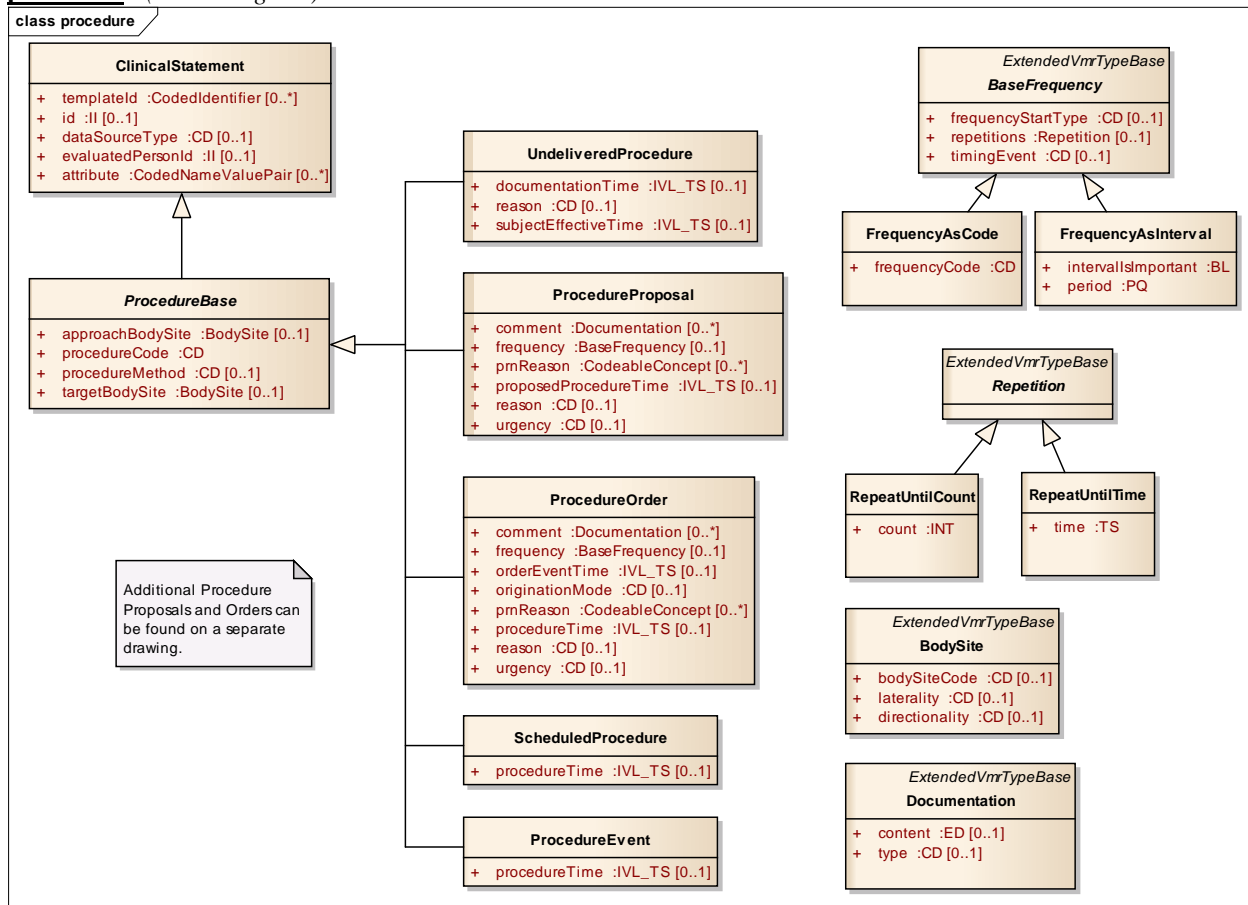 class procedure
ClinicalStatement
+ templateId :CodedIdentifier [0..*]
+ id :II [0..1]
+ dataSourceType :CD [0..1]
+ evaluatedPersonId :II [0..1]
+ attribute :CodedNameValuePair [0..*]
ProcedureBase
+ approachBodySite :BodySite [0..1]
+ procedureCode :CD
+ procedureMethod :CD [0..1]
+ targetBodySite :BodySite [0..1]
Additional Procedure
Proposals and Orders can
be found on a separate
drawing.
UndeliveredProcedure
+ documentationTime :IVL_TS [0..1]
+ reason :CD [0..1]
+ subjectEffectiveTime :IVL_TS [0..1]
ProcedureProposal
+ comment :Documentation [0..*]
+ frequency :BaseFrequency [0..1]
+ prnReason :CodeableConcept [0..*]
+ proposedProcedureTime :IVL_TS [0..1]
+ reason :CD [0..1]
+ urgency :CD [0..1]
ProcedureOrder
+ comment :Documentation [0..*]
+ frequency :BaseFrequency [0..1]
+ orderEventTime :IVL_TS [0..1]
+ originationMode :CD [0..1]
+ prnReason :CodeableConcept [0..*]
+ procedureTime :IVL_TS [0..1]
+ reason :CD [0..1]
+ urgency :CD [0..1]
ScheduledProcedure
+ procedureTime :IVL_TS [0..1]
ProcedureEvent
+ procedureTime :IVL_TS [0..1]
ExtendedVmrTypeBase
BaseFrequency
+ frequencyStartType :CD [0..1]
+ repetitions :Repetition [0..1]
+ timingEvent :CD [0..1]
FrequencyAsCode
+ frequencyCode :CD
FrequencyAsInterval
+ intervalIsImportant :BL
+ period :PQ
ExtendedVmrTypeBase
Repetition
RepeatUntilCount
+ count :INT
RepeatUntilTime
+ time :TS
ExtendedVmrTypeBase
BodySite
+ bodySiteCode :CD [0..1]
+ laterality :CD [0..1]
+ directionality :CD [0..1]
ExtendedVmrTypeBase
Documentation
+ content :ED [0..1]
+ type :CD [0..1]